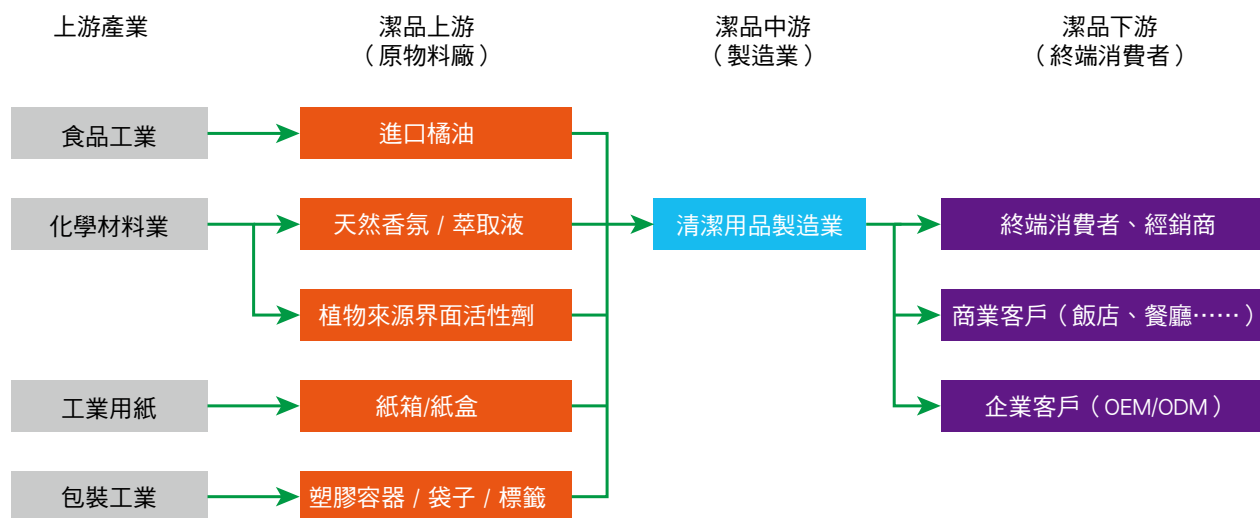 上游產業
潔品上游
（原物料廠）
潔品中游
（製造業）
潔品下游
（終端消費者）
食品工業
進口橘油
化學材料業
天然香氛 / 萃取液
清潔用品製造業
終端消費者、經銷商
植物來源界面活性劑
商業客戶（飯店、餐廳⋯⋯）
工業用紙
紙箱/紙盒
企業客戶（OEM/ODM）
包裝工業
塑膠容器 / 袋子 / 標籤